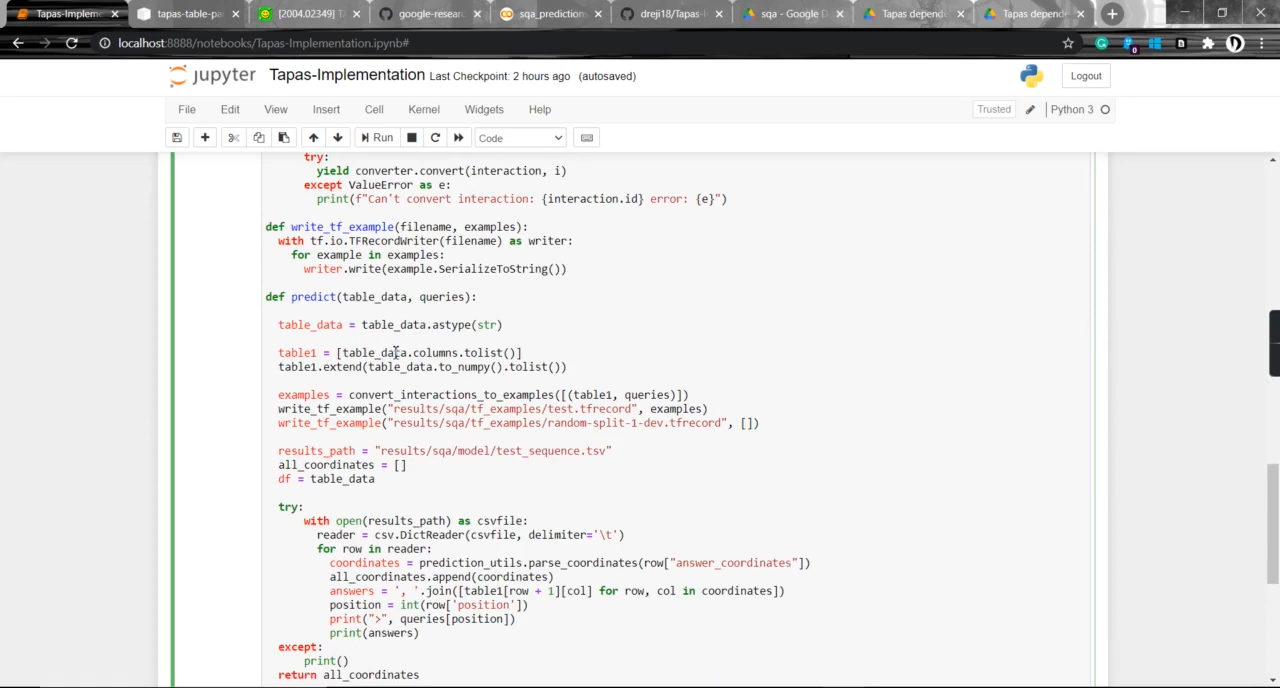 Tapas-Implem
tapas-table-pa
[2004.02349] T
google-resear
sqa_prediction
dreji18/Tapas-I
sqa - Google D
Tapas depend
Tapas depend
localhost:8888/notebooks/Tapas-Implementation.ipynb#
jupyter Tapas-Implementation Last Checkpoint: 2 hours ago (autosaved)
Logout
File Edit View Insert Cell Kernel Widgets Help
Trusted Python 3
Run Code
try:
yield converter.convert(interaction, i)
except ValueError as e:
print(f"Can't convert interaction: {interaction.id} error: {e}")
def write_tf_example(filename, examples):
with tf.io.TFRecordWriter(filename) as writer:
for example in examples:
writer.write(example.SerializeToString())
def predict(table_data, queries):
table_data = table_data.astype(str)
table1 = [table_data.columns.tolist()]
table1.extend(table_data.to_numpy().tolist())
examples = convert_interactions_to_examples([(table1, queries)])
write_tf_example("results/sqa/tf_examples/test.tfrecord", examples)
write_tf_example("results/sqa/tf_examples/random-split-1-dev.tfrecord", [])
results_path = "results/sqa/model/test_sequence.tsv"
all_coordinates = []
df = table_data
try:
with open(results_path) as csvfile:
reader = csv.DictReader(csvfile, delimiter='\t')
for row in reader:
coordinates = prediction_utils.parse_coordinates(row["answer_coordinates"])
all_coordinates.append(coordinates)
answers = ', '.join([table1[row + 1][col] for row, col in coordinates])
position = int(row['position'])
print(">", queries[position])
print(answers)
except:
print()
return all_coordinates